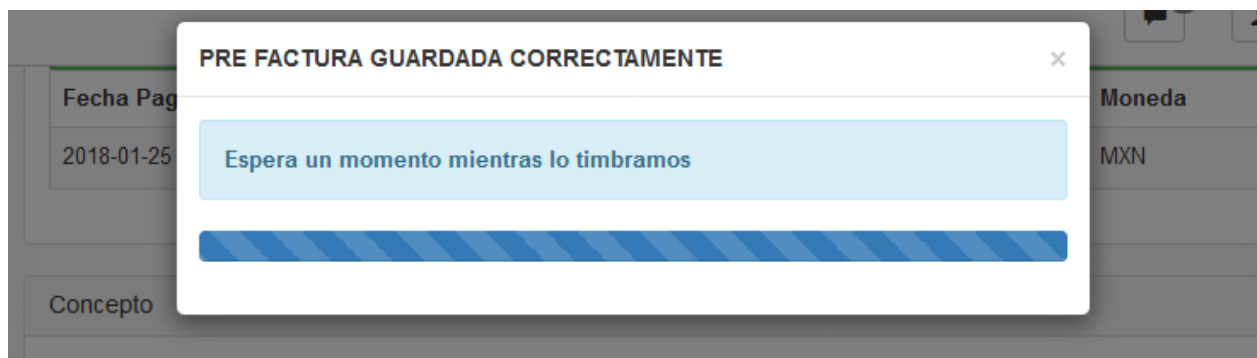 PRE FACTURA GUARDADA CORRECTAMENTE ×
Fecha Pag
Moneda
2018-01-25
Espera un momento mientras lo timbramos
MXN
Concepto